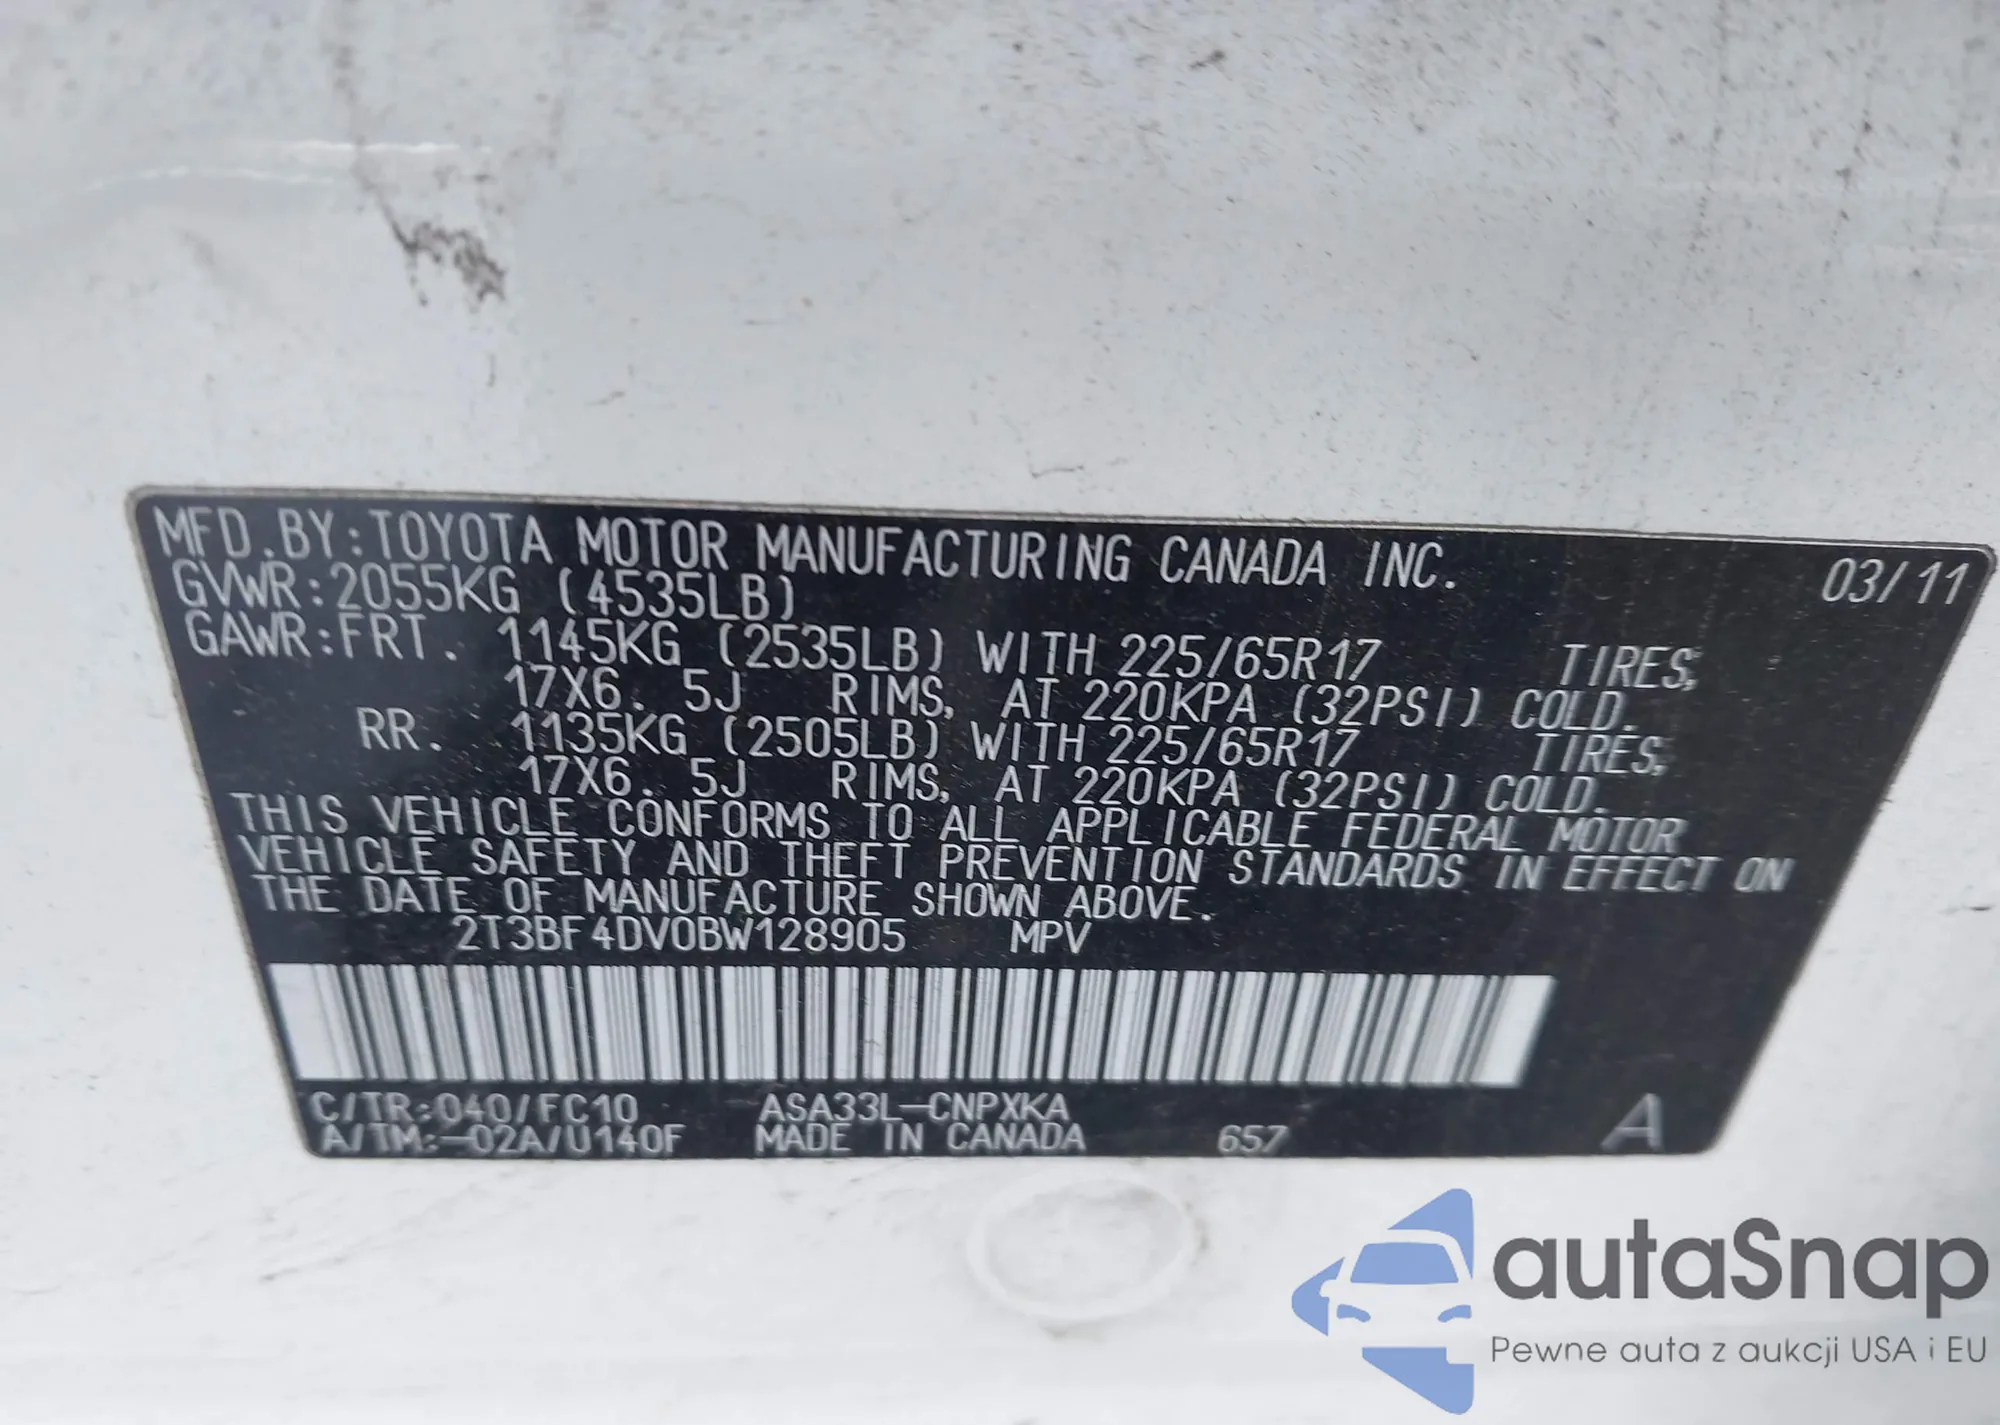 MFD.BY:TOYOTA MOTOR MANUFACTURING CANADA INC. 03/11
GVWR:2055KG (4535LB)
GAWR:FRT. 1145KG (2535LB) WITH 225/65R17 TIRES,
17X6.5J RIMS, AT 220KPA (32PSI) COLD.
RR. 1135KG (2505LB) WITH 225/65R17 TIRES,
17X6.5J RIMS, AT 220KPA (32PSI) COLD.
THIS VEHICLE CONFORMS TO ALL APPLICABLE FEDERAL MOTOR
VEHICLE SAFETY AND THEFT PREVENTION STANDARDS IN EFFECT ON
THE DATE OF MANUFACTURE SHOWN ABOVE.
2T3BF4DV0BW128905 MPV
C/TR:040/FC10 ASA33L-CNPXKA
A/TM:-02A/U140F MADE IN CANADA 657 A
autaSnap
Pewne auta z aukcji USA i EU